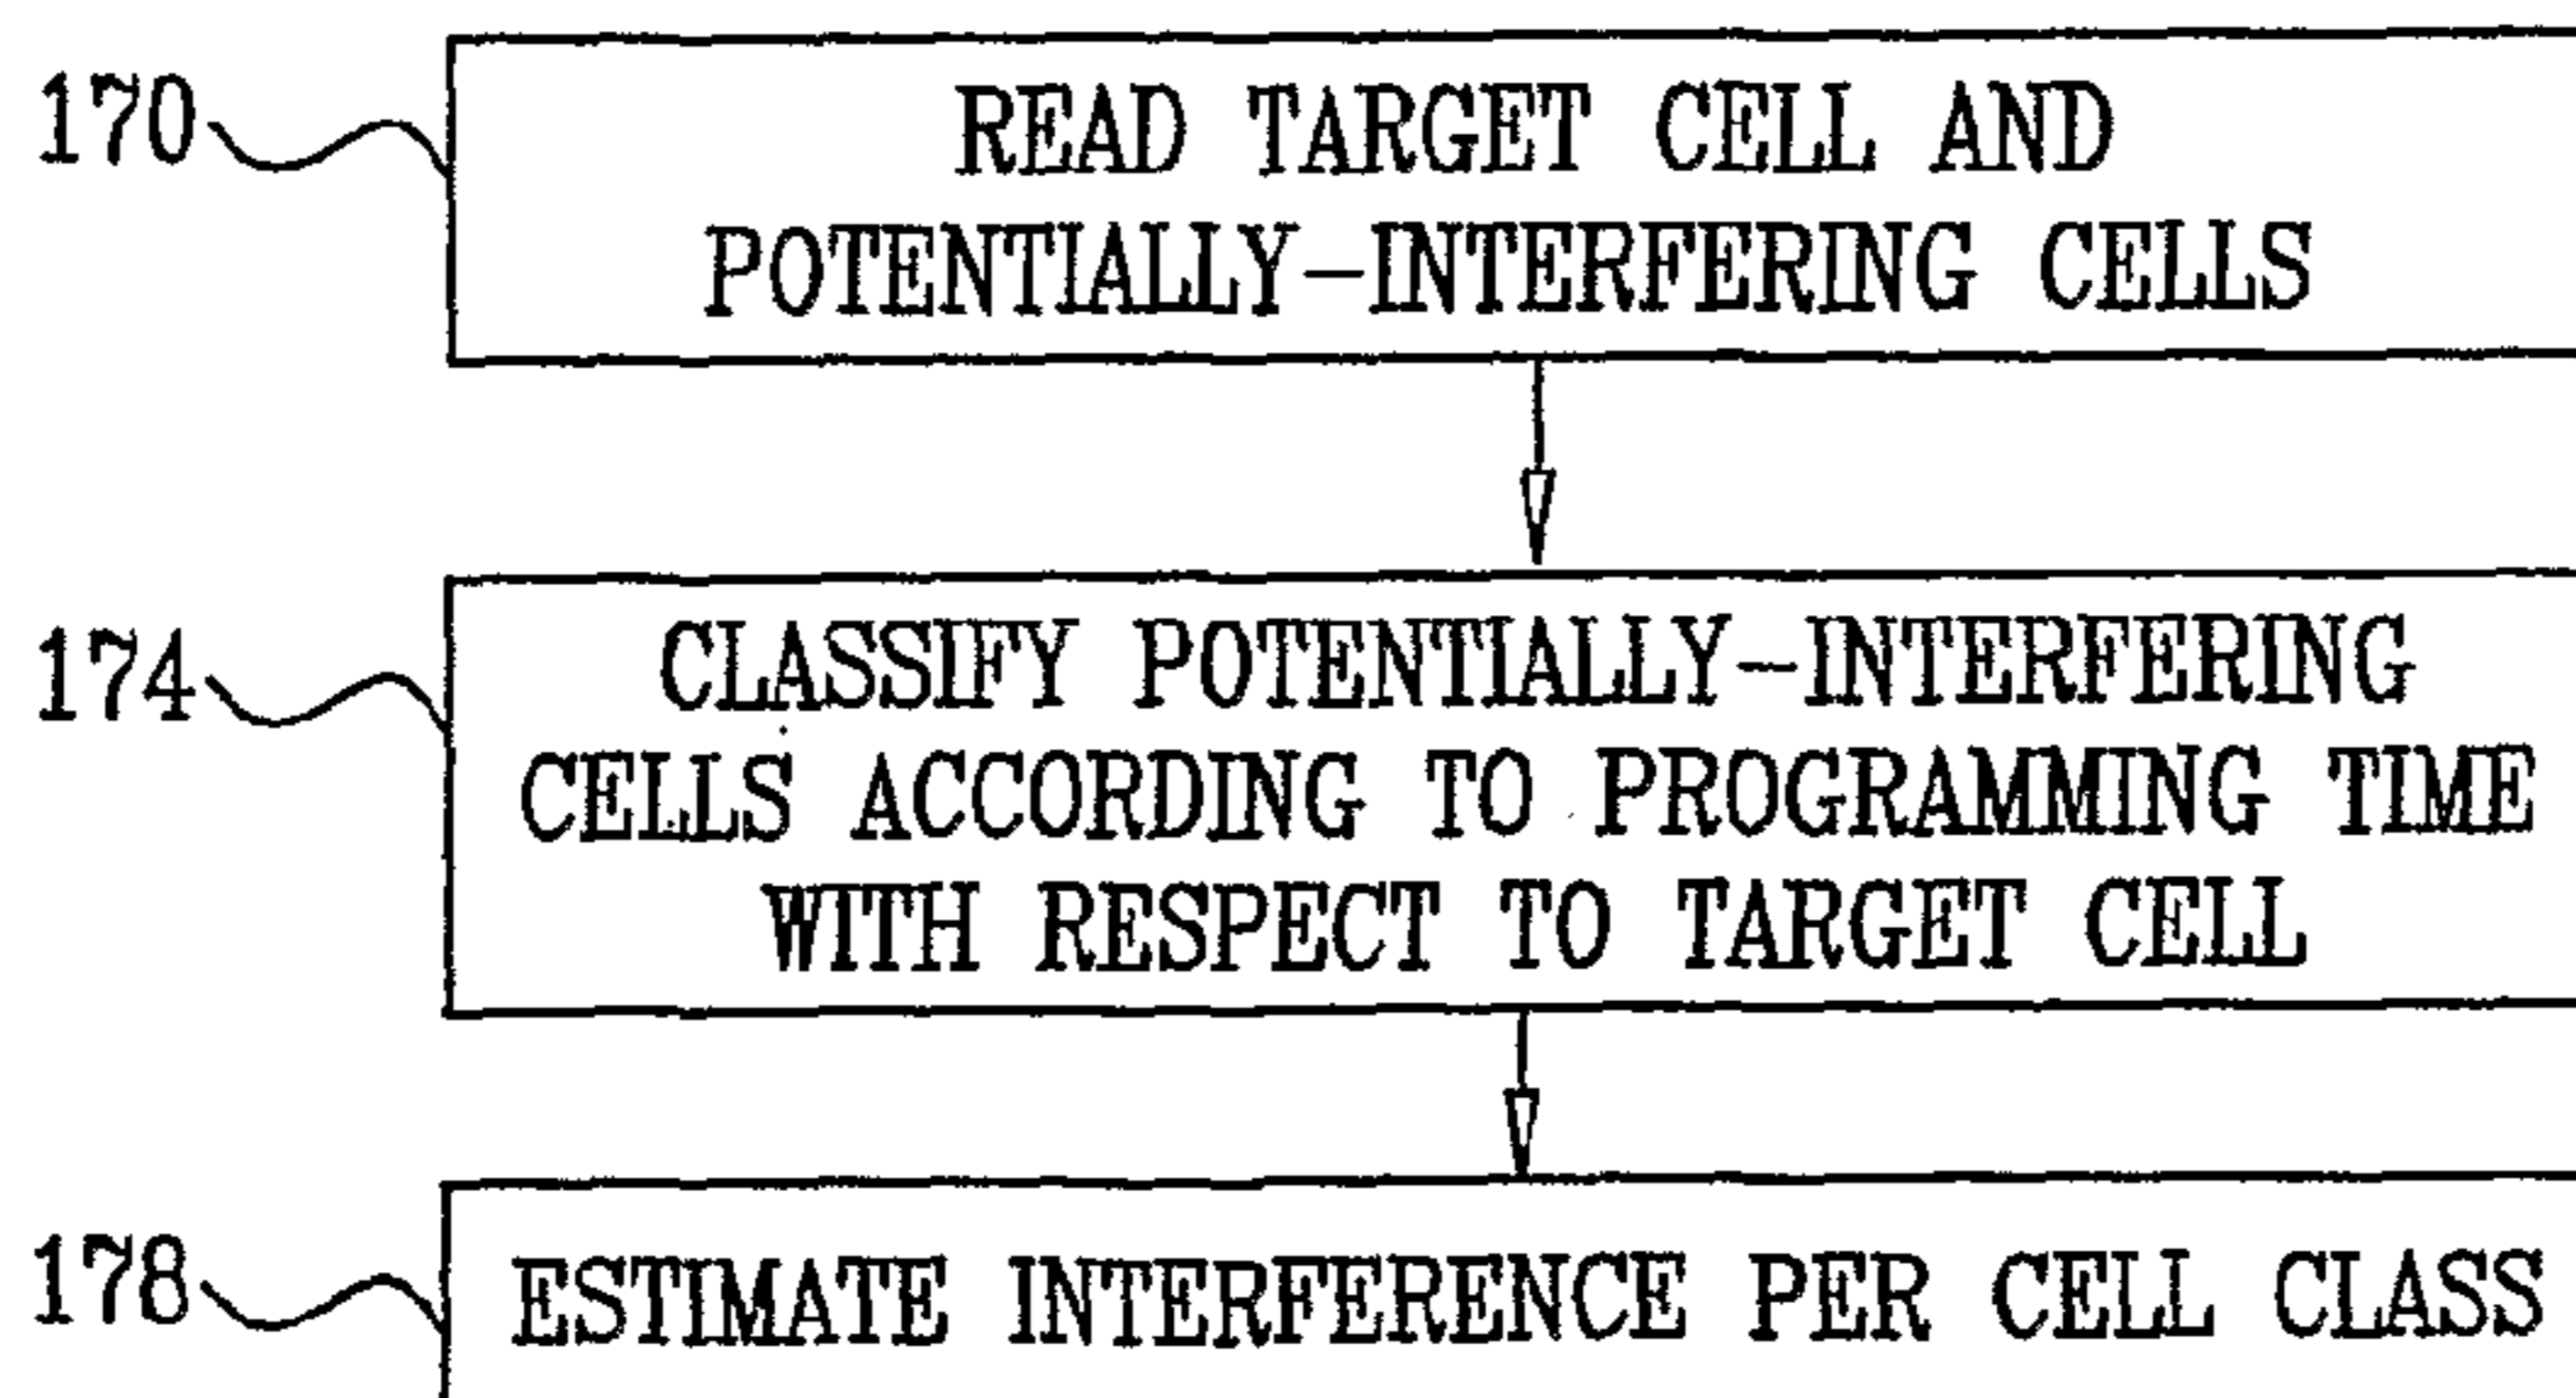 170
READ TARGET CELL AND
POTENTIALLY-INTERFERING CELLS
174
CLASSIFY POTENTIALLY-INTERFERING
CELLS ACCORDING TO PROGRAMMING TIME
WITH RESPECT TO TARGET CELL
178
ESTIMATE INTERFERENCE PER CELL CLASS